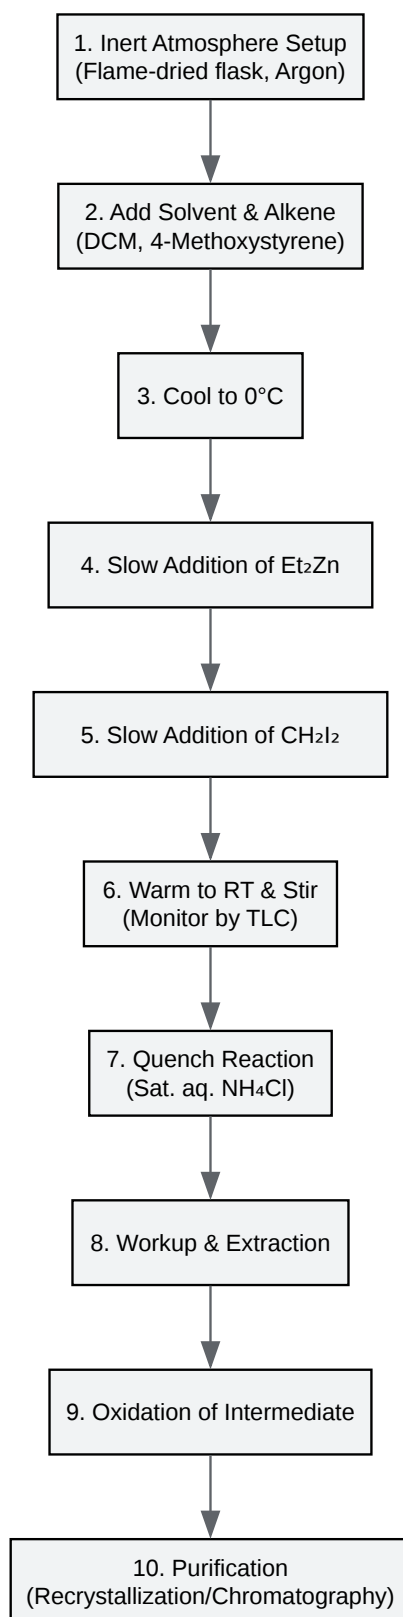 1. Inert Atmosphere Setup
(Flame-dried flask, Argon)
2. Add Solvent & Alkene
(DCM, 4-Methoxystyrene)
3. Cool to 0°C
4. Slow Addition of Et₂Zn
5. Slow Addition of CH₂I₂
6. Warm to RT & Stir
(Monitor by TLC)
7. Quench Reaction
(Sat. aq. NH₄Cl)
8. Workup & Extraction
9. Oxidation of Intermediate
10. Purification
(Recrystallization/Chromatography)